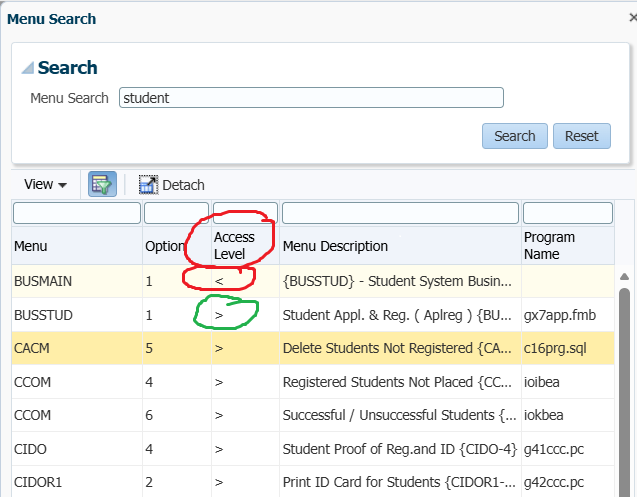 Menu Search
Search
Menu Search student
Search Reset
View Detach
Menu Option Access Level Menu Description Program Name
BUSMAIN 1 < {BUSSTUD} - Student System Busin...
BUSSTUD 1 > Student Appl. & Reg. ( Aplreg ) {BU... gx7app.fmb
CACM 5 > Delete Students Not Registered {CA... c16prg.sql
CCOM 4 > Registered Students Not Placed {CC... ioibea
CCOM 6 > Successful / Unsuccessful Students {... iokbea
CIDO 4 > Student Proof of Reg.and ID {CIDO-4} g41ccc.pc
CIDOR1 2 > Print ID Card for Students {CIDOR1-... g42ccc.pc